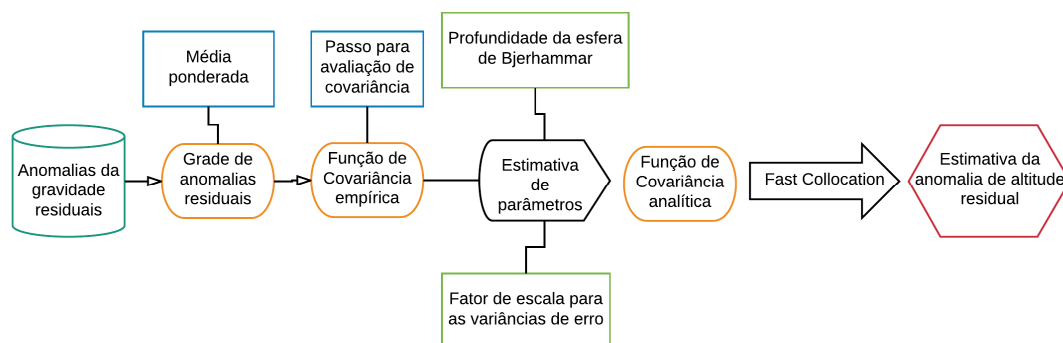 Anomalias da
gravidade
residuais
Média
ponderada
Grade de
anomalias
residuais
Passo para
avaliação de
covariância
Função de
Covariância
empírica
Profundidade da esfera
de Bjerhammar
Estimativa
de
parâmetros
Fator de escala para
as variâncias de erro
Função de
Covariância
analítica
Fast Collocation
Estimativa da
anomalia de altitude
residual